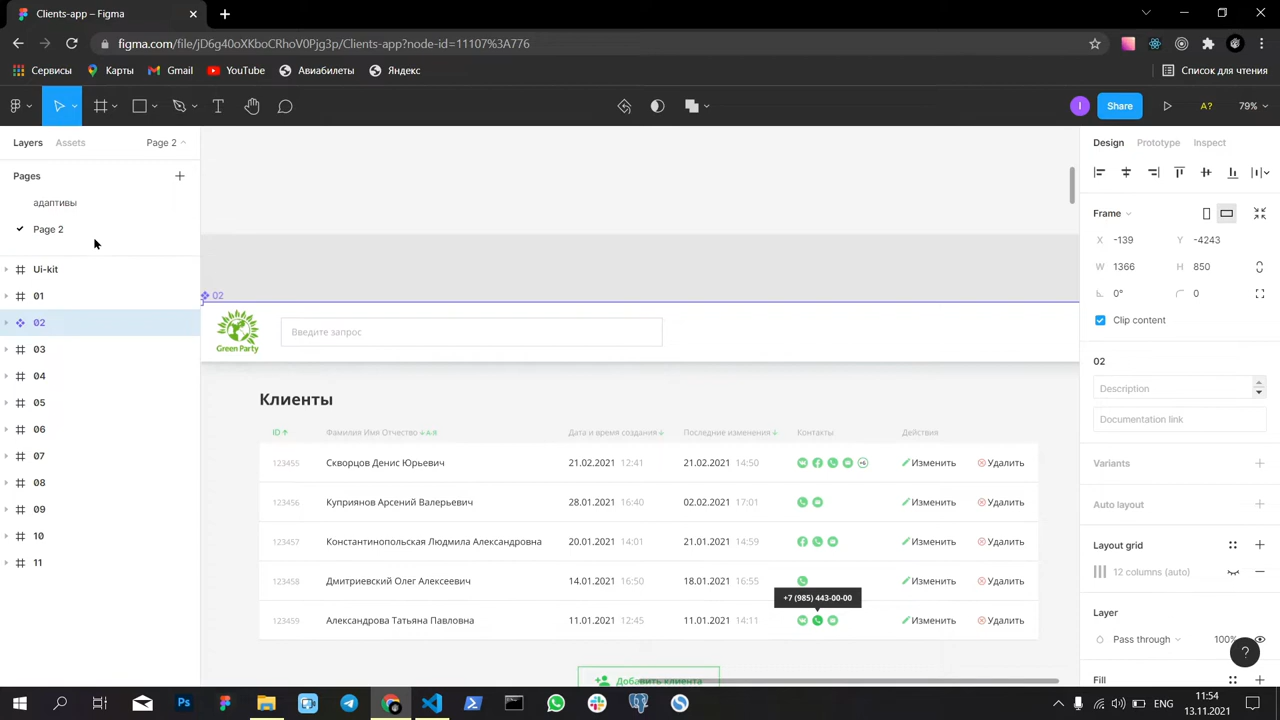 Clients-app – Figma
figma.com/file/jD6g40oXKboCRhoV0Pjg3p/Clients-app?node-id=11107%3A776
Сервисы Карты Gmail YouTube Авиабилеты Яндекс Список для чтения
I Share A? 79%
Layers Assets Page 2
Pages
адаптивы
Page 2
Ui-kit
01
02
03
04
05
06
07
08
09
10
11
02
Green Party
Введите запрос
Клиенты
ID Фамилия Имя Отчество А-Я Дата и время создания Последние изменения Контакты Действия
123455 Скворцов Денис Юрьевич 21.02.2021 12:41 21.02.2021 14:50 +6 Изменить Удалить
123456 Куприянов Арсений Валерьевич 28.01.2021 16:40 02.02.2021 17:01 Изменить Удалить
123457 Константинопольская Людмила Александровна 20.01.2021 14:01 21.01.2021 14:59 Изменить Удалить
123458 Дмитриевский Олег Алексеевич 14.01.2021 16:50 18.01.2021 16:55 Изменить Удалить
+7 (985) 443-00-00
123459 Александрова Татьяна Павловна 11.01.2021 12:45 11.01.2021 14:11 Изменить Удалить
Добавить клиента
Design Prototype Inspect
Frame
X -139 Y -4243
W 1366 H 850
0° 0
Clip content
02
Description
Documentation link
Variants
Auto layout
Layout grid
12 columns (auto)
Layer
Pass through 100%
Fill
?
Ps
11:54
13.11.2021